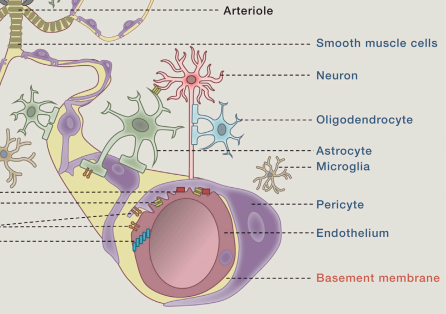 Arteriole
Smooth muscle cells
Neuron
Oligodendrocyte
Astrocyte
Microglia
Pericyte
Endothelium
Basement membrane